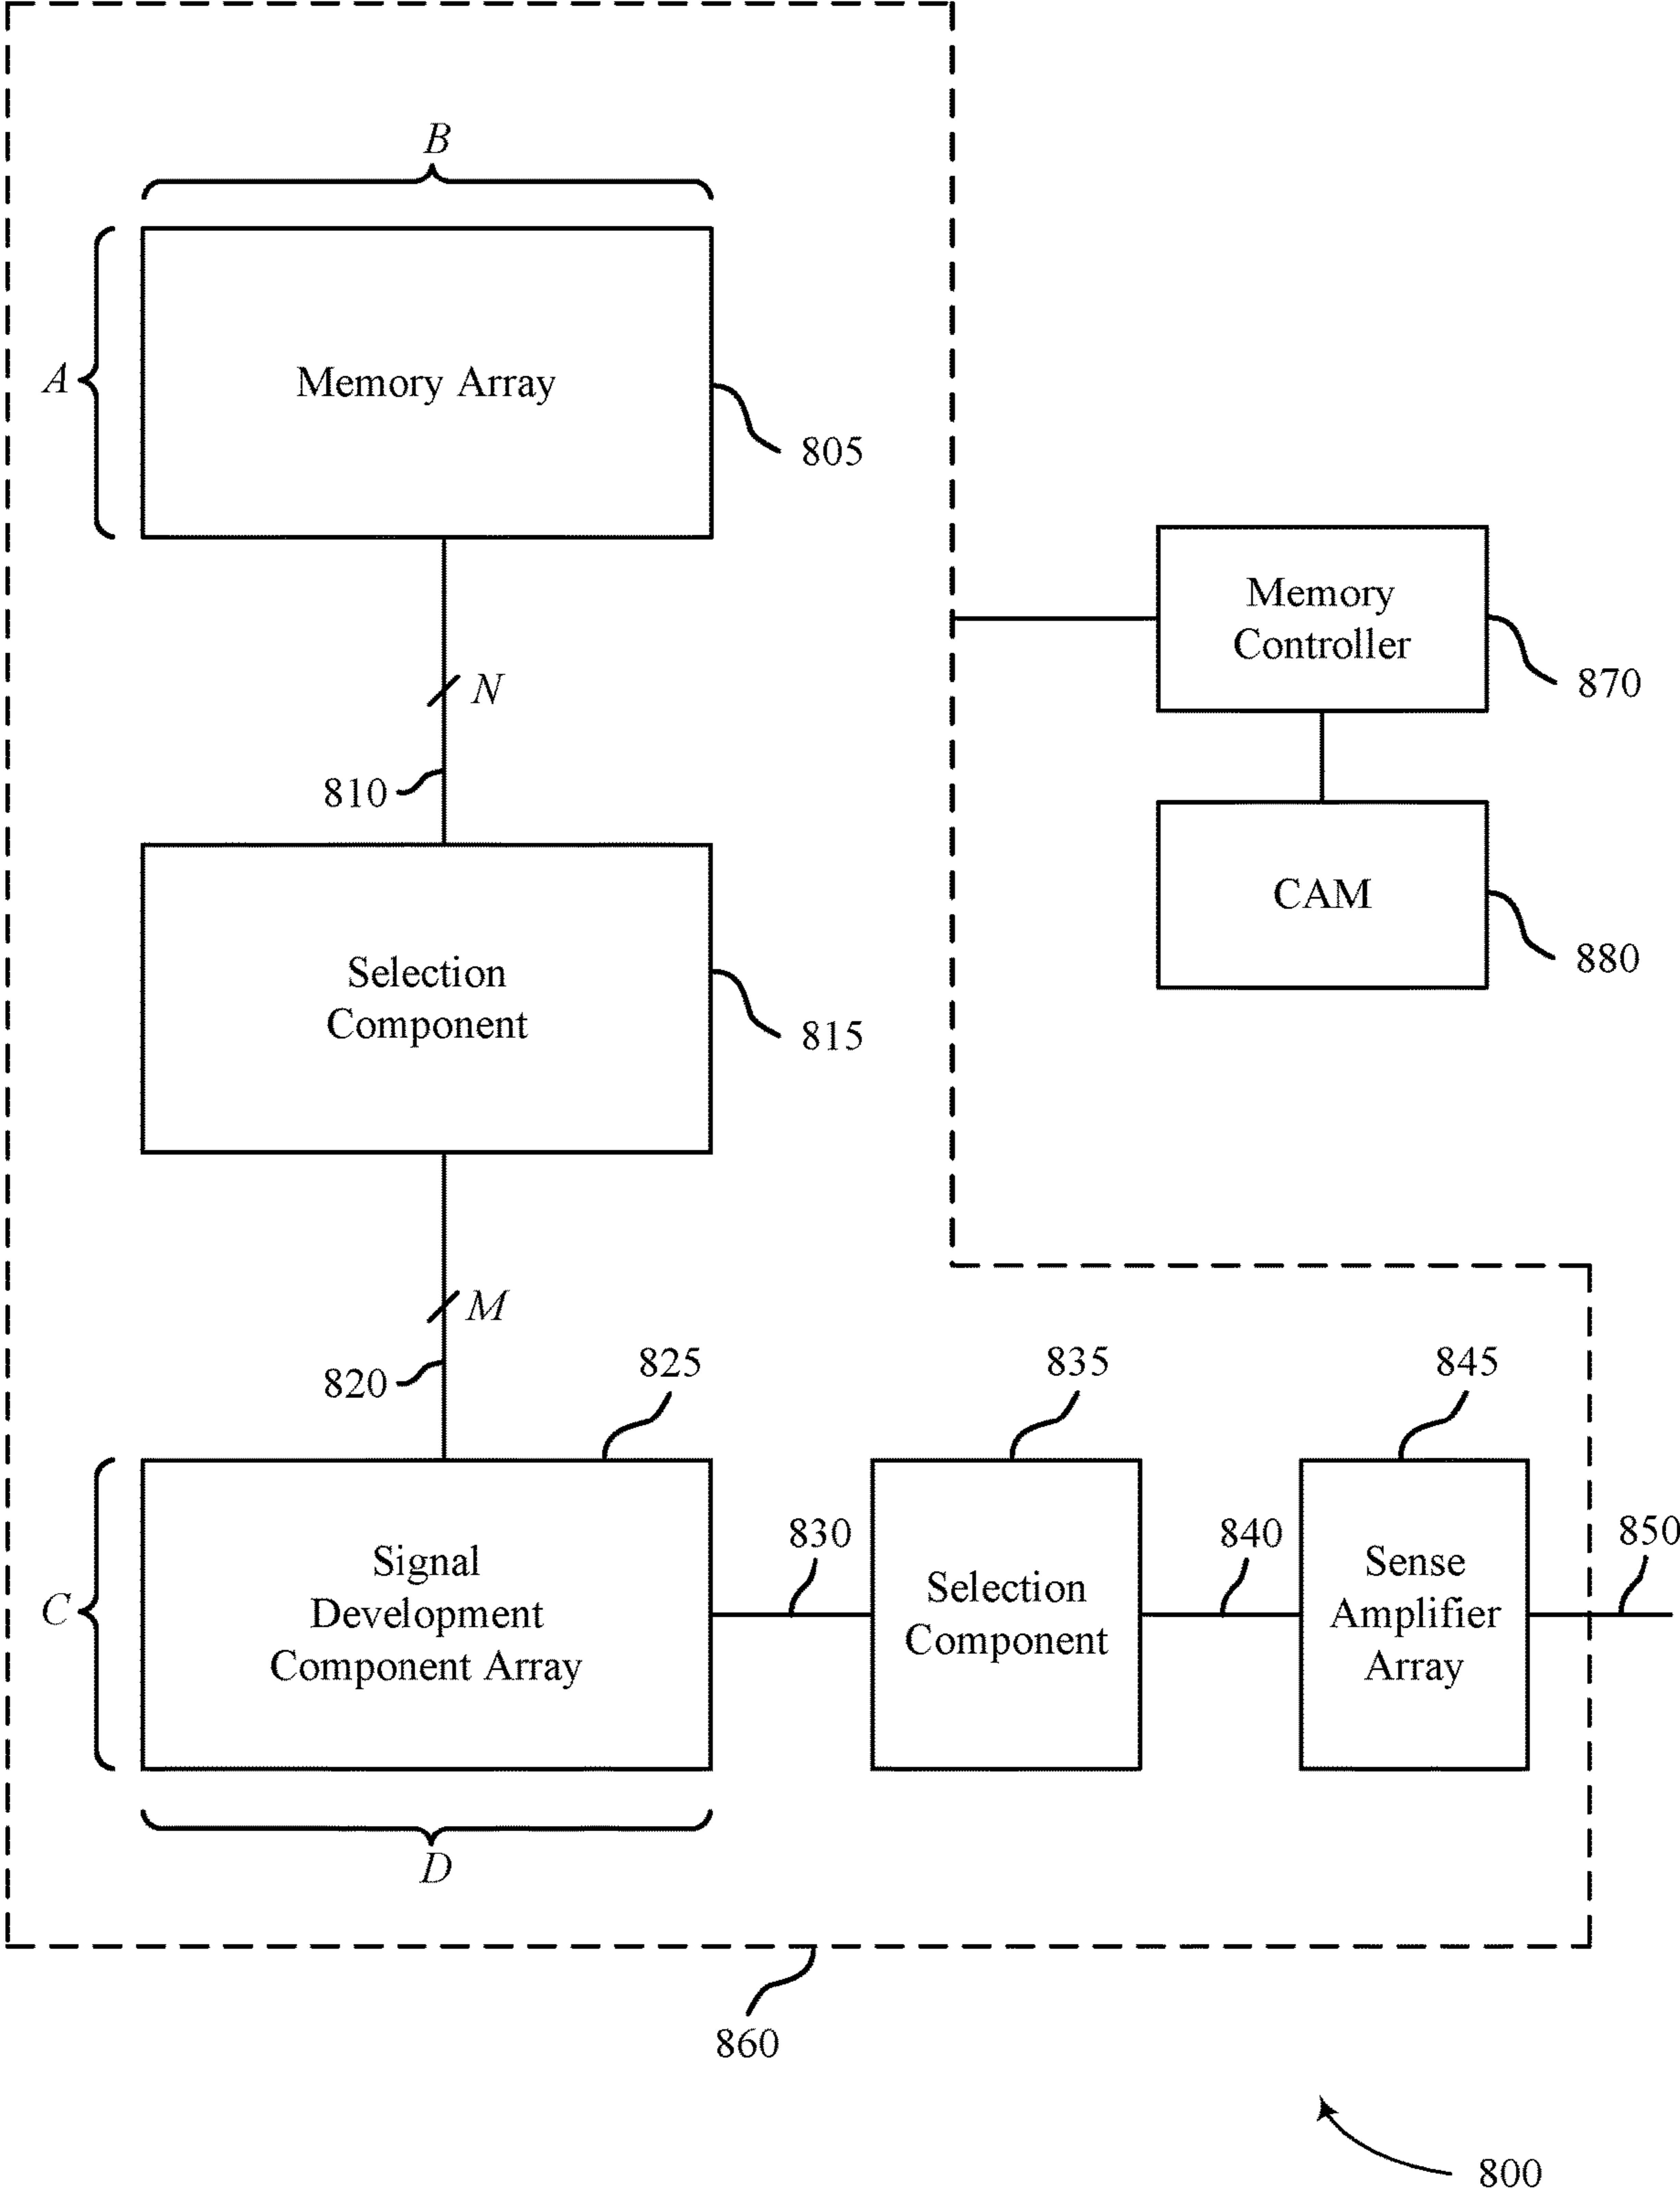 B
A
Memory Array
805
N
810
Memory
Controller
870
CAM
880
Selection
Component
815
M
820
825
835
845
C
Signal
Development
Component Array
830
Selection
Component
840
Sense
Amplifier
Array
850
D
860
800